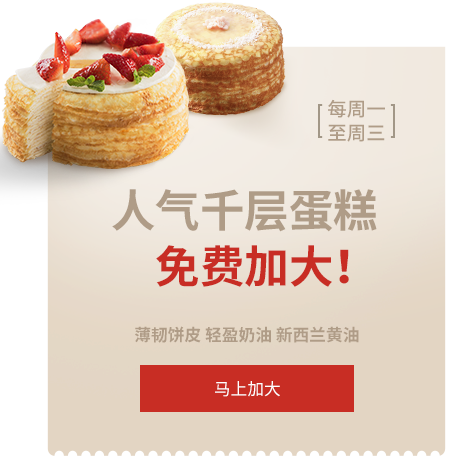 每周一
至周三
人气千层蛋糕
免费加大！
薄韧饼皮 轻盈奶油 新西兰黄油
马上加大